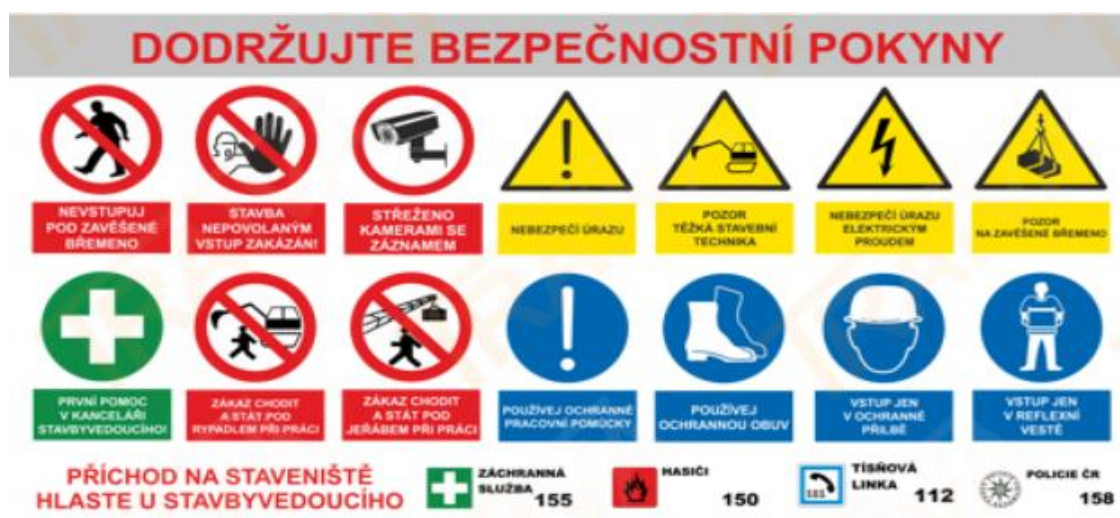 DODRŽUJTE BEZPEČNOSTNÍ POKYNY
NEVSTUPUJ
POD ZAVĚŠENÉ
BŘEMENO
STAVBA
NEPOVOLANÝM
VSTUP ZAKÁZÁN!
STŘEŽENO
KAMERAMI SE
ZÁZNAMEM
NEBEZPEČÍ ÚRAZU
POZOR
TĚŽKÁ STAVEBNÍ
TECHNIKA
NEBEZPEČÍ ÚRAZU
ELEKTRICKÝM
PROUDEM
POZOR
NA ZAVĚŠENÉ BŘEMENO
PRVNÍ POMOC
V KANCELÁŘI
STAVBYVEDOUCÍHO!
ZÁKAZ CHODIT
A STÁT POD
RYPADLEM PŘI PRÁCI
ZÁKAZ CHODIT
A STÁT POD
JEŘÁBEM PŘI PRÁCI
POUŽÍVEJ OCHRANNÉ
PRACOVNÍ POMŮCKY
POUŽÍVEJ
OCHRANNOU OBUV
VSTUP JEN
V OCHRANNÉ
PŘILBĚ
VSTUP JEN
V REFLEXNÍ
VESTĚ
PŘÍCHOD NA STAVENIŠTĚ
HLASTE U STAVBYVEDOUCÍHO
ZÁCHRANNÁ
SLUŽBA 155
HASIČI
150
TÍSŇOVÁ
LINKA 112
POLICIE ČR
158